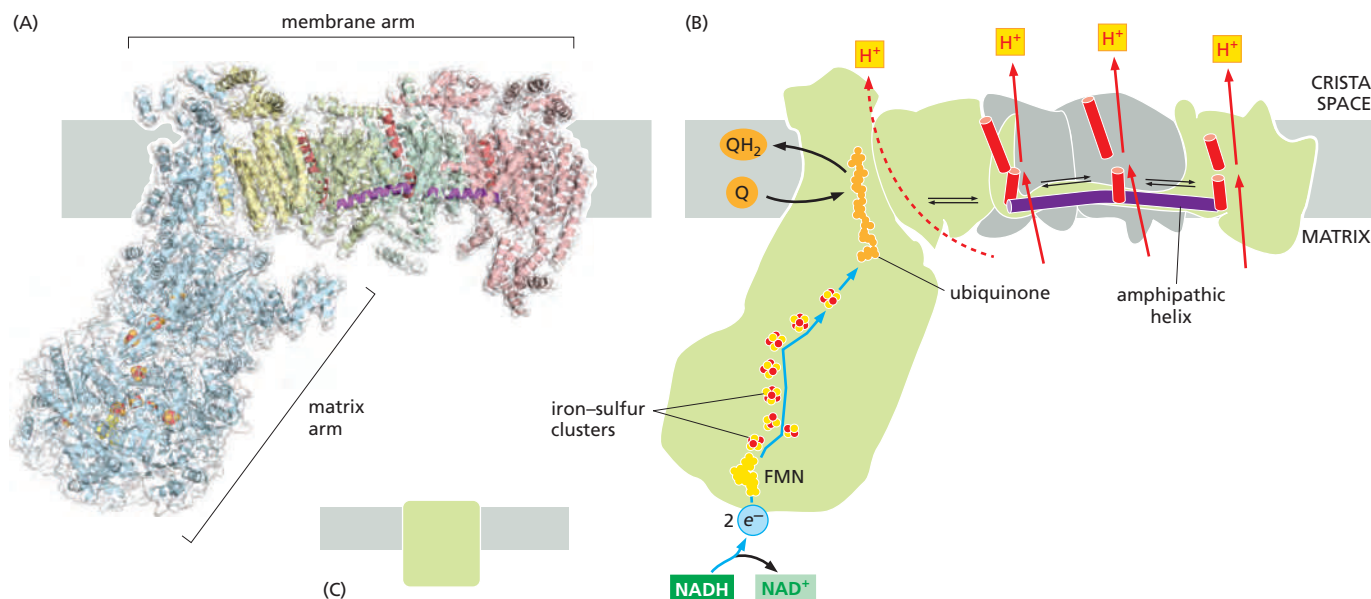 (A)
membrane arm
matrix
arm
(C)
(B)
H+
H+
H+
H+
CRISTA
SPACE
QH2
Q
MATRIX
ubiquinone
amphipathic
helix
iron–sulfur
clusters
FMN
2 e–
NADH
NAD+